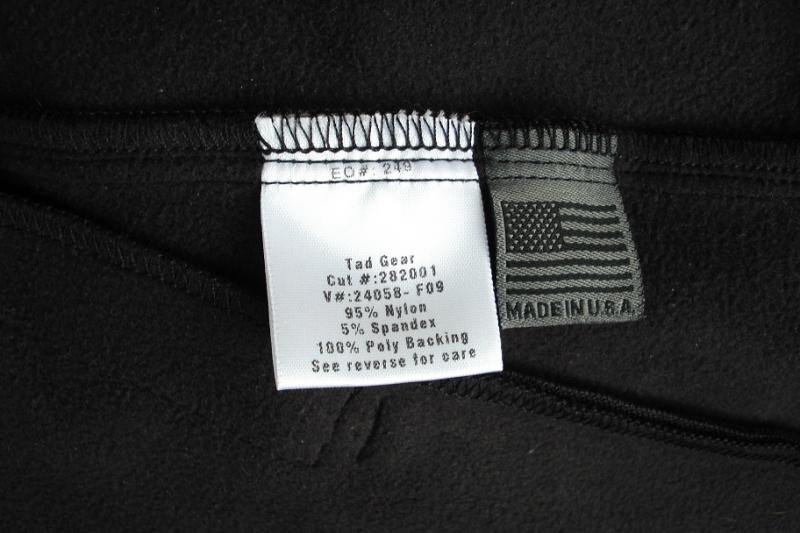 EO#: 249
Tad Gear
Cut #:282001
V#:24058- F09
95% Nylon
5% Spandex
100% Poly Backing
See reverse for care
MADE IN U.S.A.